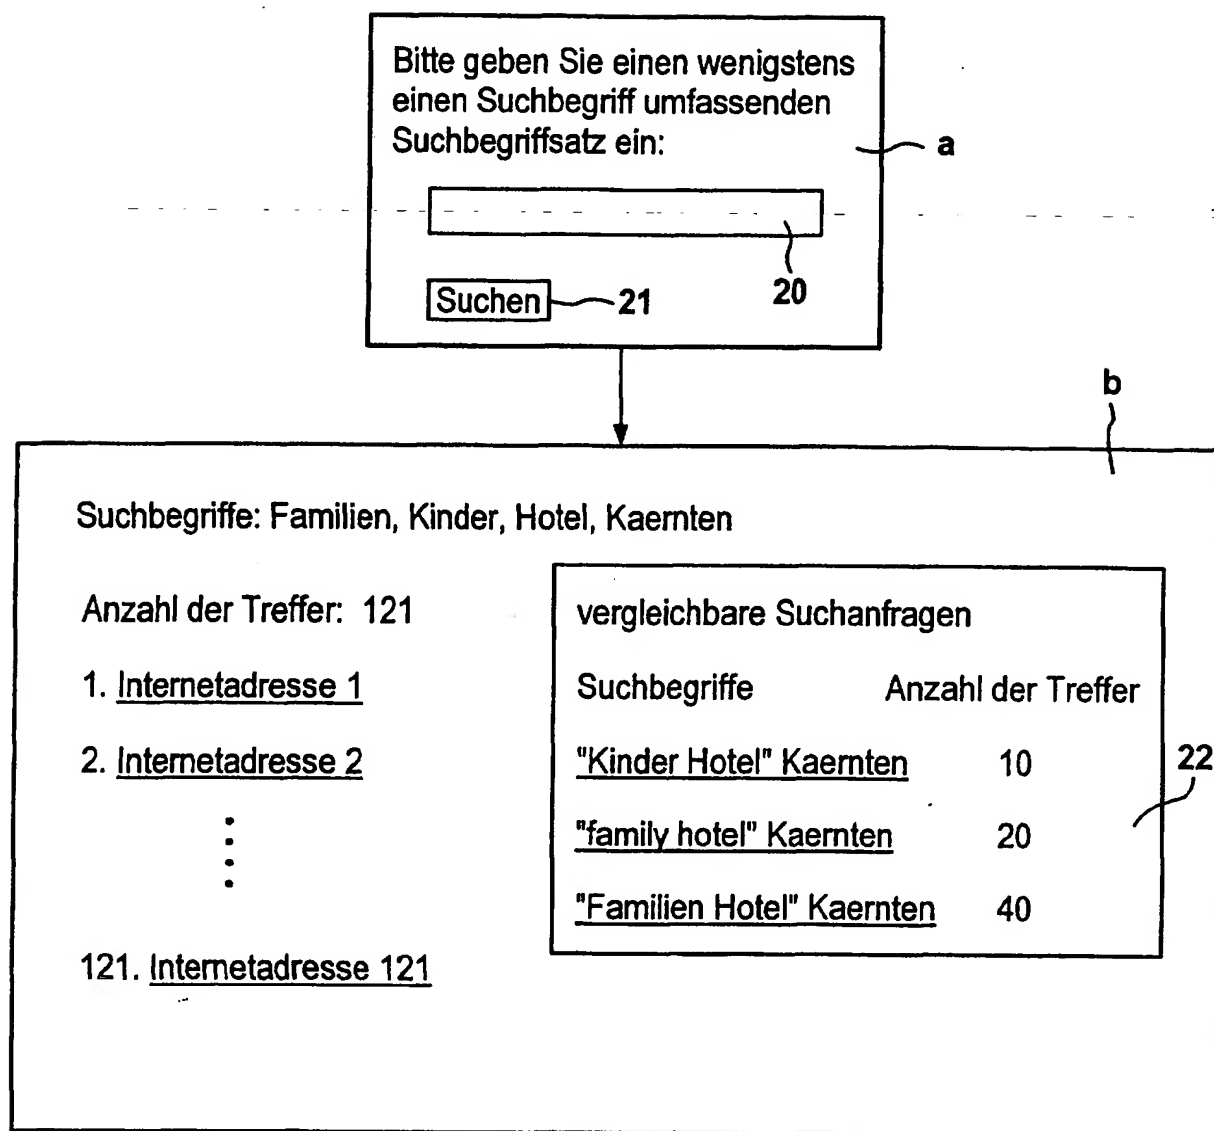 Bitte geben Sie einen wenigstens
einen Suchbegriff umfassenden
Suchbegriffsatz ein:
a
20
Suchen
21
b
Suchbegriffe: Familien, Kinder, Hotel, Kaernten
Anzahl der Treffer: 121
1. Internetadresse 1
2. Internetadresse 2
121. Internetadresse 121
vergleichbare Suchanfragen
Suchbegriffe Anzahl der Treffer
"Kinder Hotel" Kaernten 10
"family hotel" Kaernten 20
"Familien Hotel" Kaernten 40
22